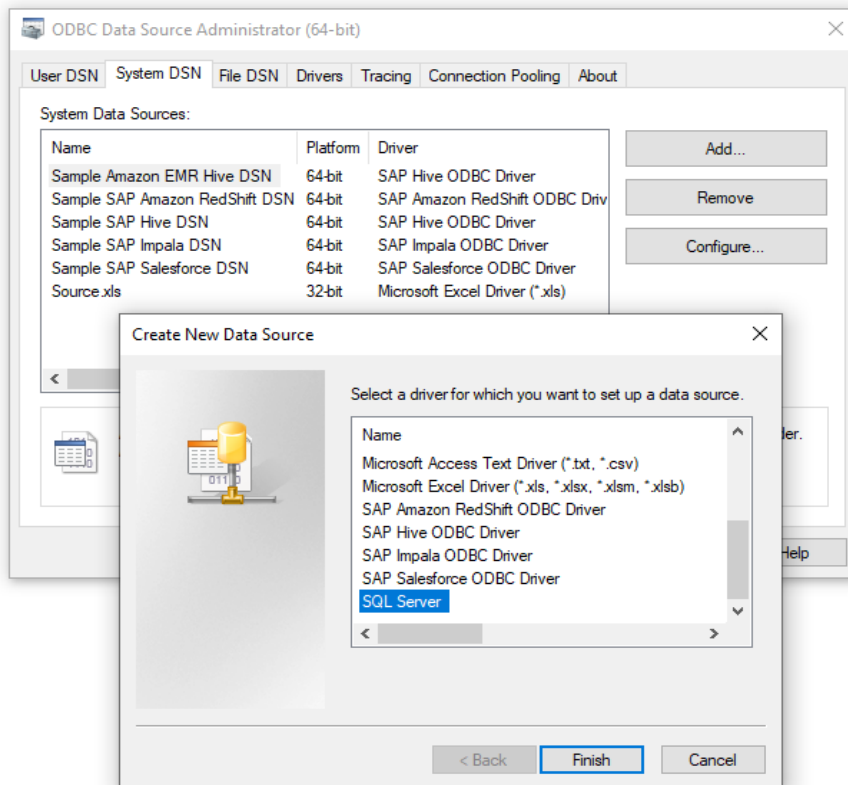 ODBC Data Source Administrator (64-bit)
User DSN System DSN File DSN Drivers Tracing Connection Pooling About
System Data Sources:
Name Platform Driver
Sample Amazon EMR Hive DSN 64-bit SAP Hive ODBC Driver
Sample SAP Amazon RedShift DSN 64-bit SAP Amazon RedShift ODBC Driv
Sample SAP Hive DSN 64-bit SAP Hive ODBC Driver
Sample SAP Impala DSN 64-bit SAP Impala ODBC Driver
Sample SAP Salesforce DSN 64-bit SAP Salesforce ODBC Driver
Source.xls 32-bit Microsoft Excel Driver (*.xls)
Add...
Remove
Configure...
der.
Help
Create New Data Source
Select a driver for which you want to set up a data source.
Name
Microsoft Access Text Driver (*.txt, *.csv)
Microsoft Excel Driver (*.xls, *.xlsx, *.xlsm, *.xlsb)
SAP Amazon RedShift ODBC Driver
SAP Hive ODBC Driver
SAP Impala ODBC Driver
SAP Salesforce ODBC Driver
SQL Server
< Back Finish Cancel